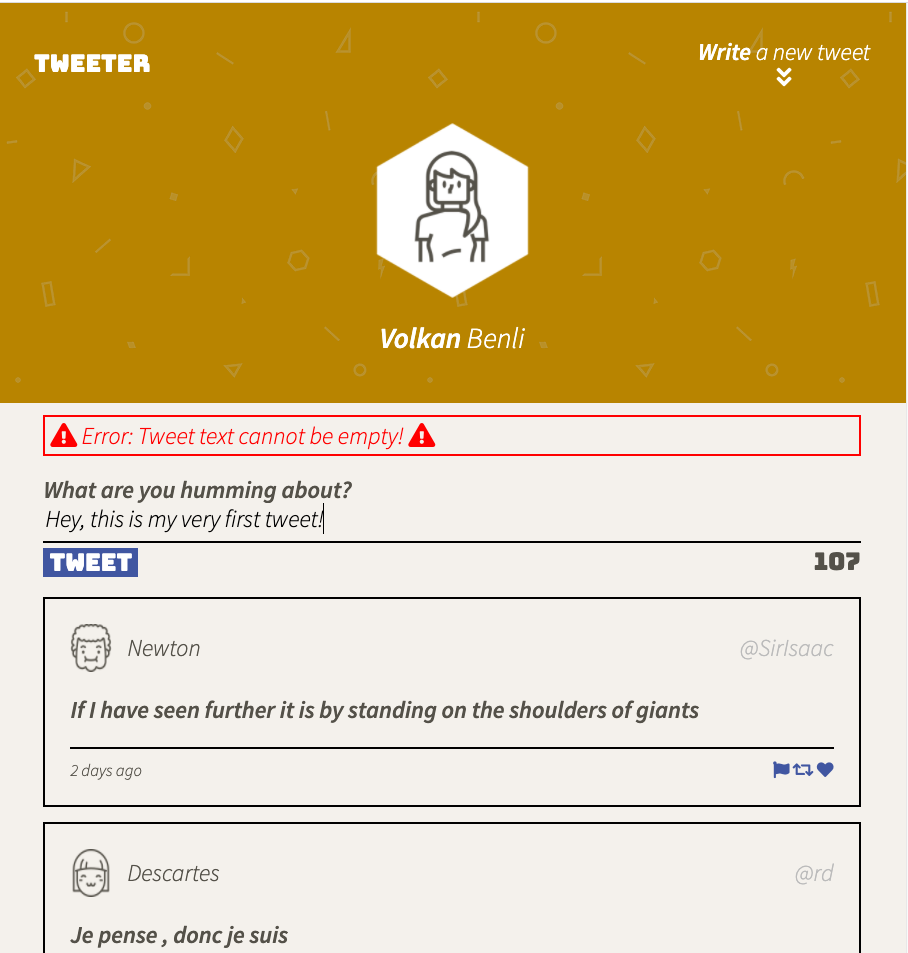 TWEETER
Write a new tweet
Volkan Benli
Error: Tweet text cannot be empty!
What are you humming about?
Hey, this is my very first tweet!
TWEET 107
Newton @SirIsaac
If I have seen further it is by standing on the shoulders of giants
2 days ago
Descartes @rd
Je pense , donc je suis